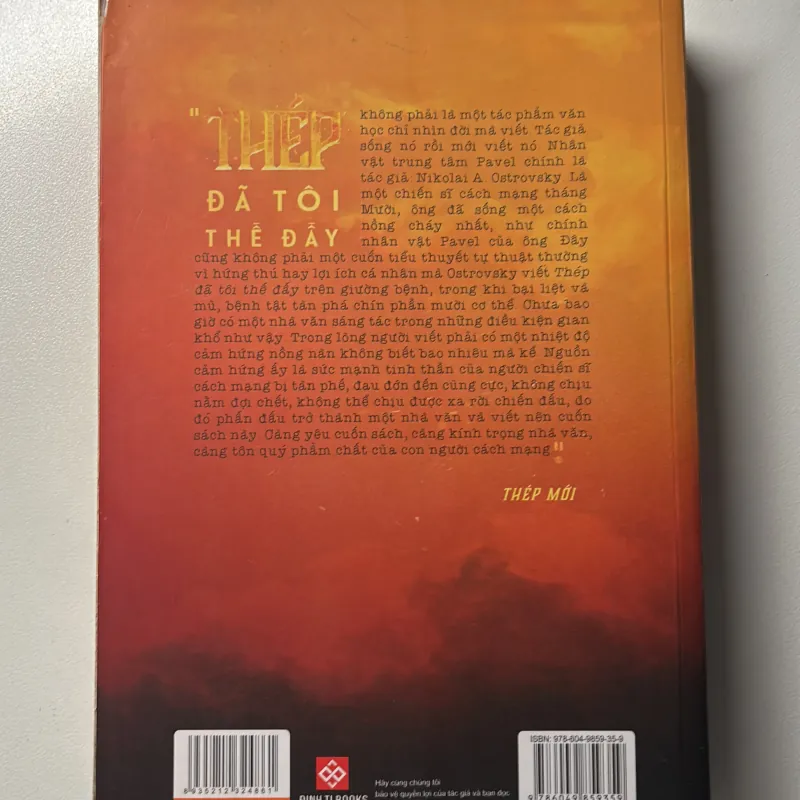 "THÉP
ĐÃ TÔI
THẾ ĐẤY
không phải là một tác phẩm văn
học chỉ nhìn đời mà viết. Tác giả
sống nó rồi mới viết nó. Nhân
vật trung tâm Pavel chính là
tác giả: Nikolai A. Ostrovsky. Là
một chiến sĩ cách mạng tháng
Mười, ông đã sống một cách
nồng cháy nhất, như chính
nhân vật Pavel của ông. Đây
cũng không phải một cuốn tiểu thuyết tự thuật thường
vì hứng thú hay lợi ích cá nhân mà Ostrovsky viết Thép
đã tôi thế đấy trên giường bệnh, trong khi bại liệt và
mù, bệnh tật tàn phá chín phần mười cơ thể. Chưa bao
giờ có một nhà văn sáng tác trong những điều kiện gian
khổ như vậy. Trong lòng người viết phải có một nhiệt độ
cảm hứng nồng nàn không biết bao nhiêu mà kể. Nguồn
cảm hứng ấy là sức mạnh tinh thần của người chiến sĩ
cách mạng bị tàn phế, đau đớn đến cùng cực, không chịu
nằm đợi chết, không thể chịu được xa rời chiến đấu, do
đó phấn đấu trở thành một nhà văn và viết nên cuốn
sách này. Càng yêu cuốn sách, càng kính trọng nhà văn,
càng tôn quý phẩm chất của con người cách mạng."
THÉP MỚI
8935212324861
ĐINH TỊ BOOKS
Hãy cùng chúng tôi
bảo vệ quyền lợi của tác giả và bạn đọc
ISBN: 978-604-9859-35-9
9786049859359